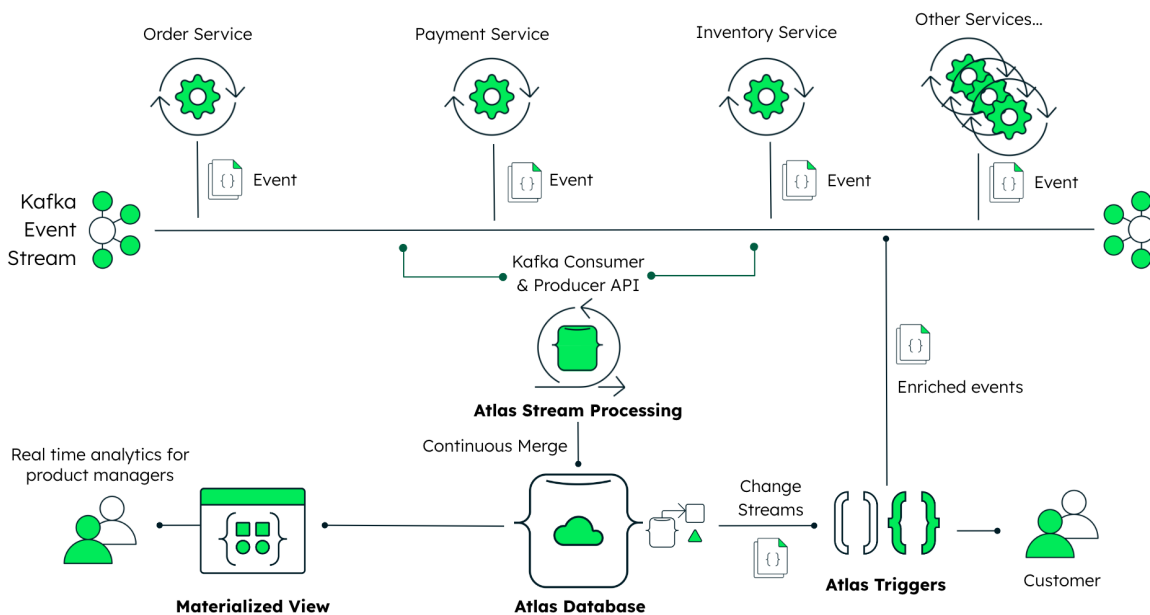 Order Service
Payment Service
Inventory Service
Other Services...
Event
Event
Event
Event
Kafka
Event
Stream
Kafka Consumer
& Producer API
Enriched events
Atlas Stream Processing
Continuous Merge
Real time analytics for
product managers
Change
Streams
Materialized View
Atlas Database
Atlas Triggers
Customer